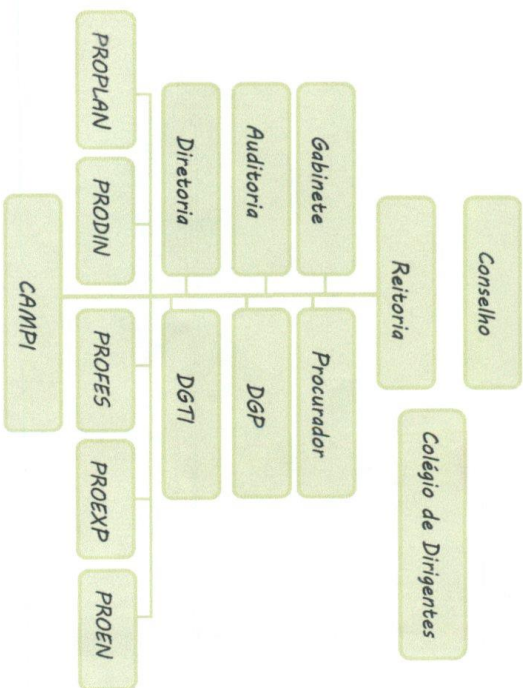 Conselho
Colégio de Dirigentes
Reitoria
Gabinete
Procurador
Auditoria
DGP
Diretoria
DGTI
PROPLAN
PRODIN
PROFES
PROEXP
PROEN
CAMPI